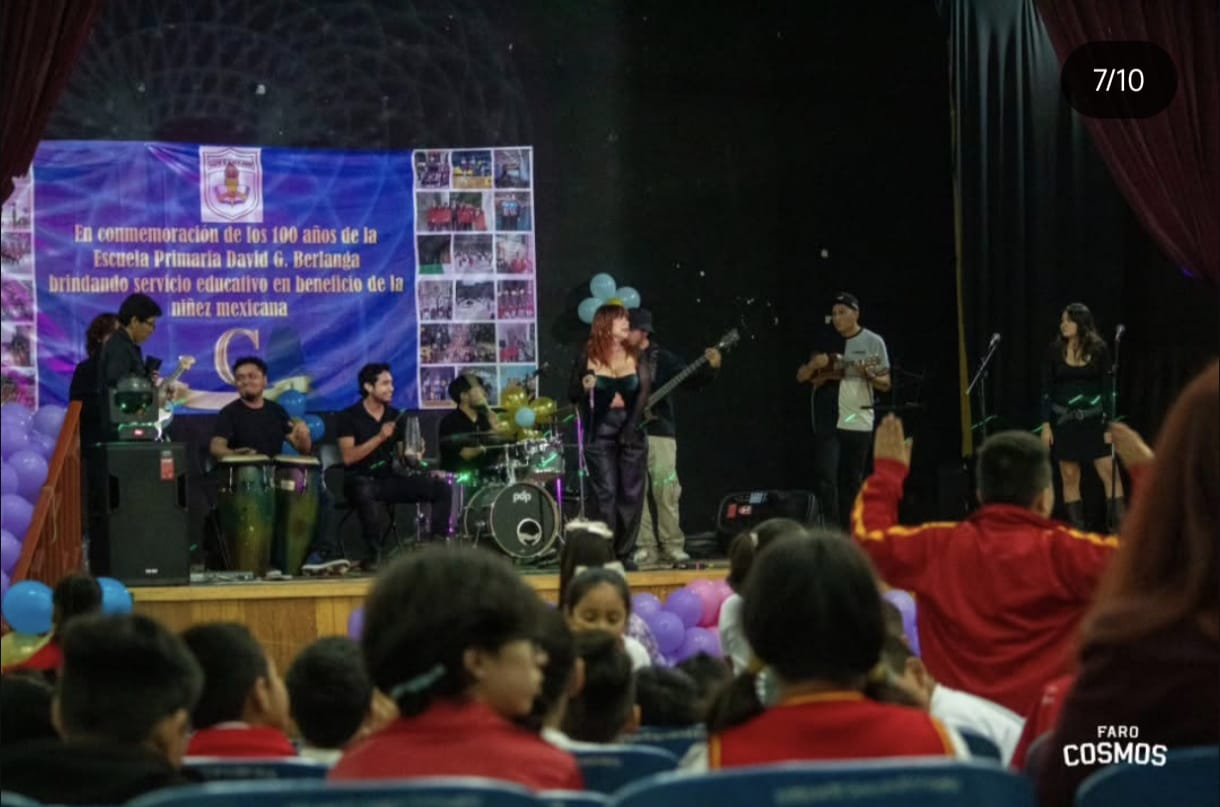 7/10
En conmemoración de los 100 años de la
Escuela Primaria David G. Berlanga
brindando servicio educativo en beneficio de la
niñez mexicana
C
pdp
FARO
COSMOS